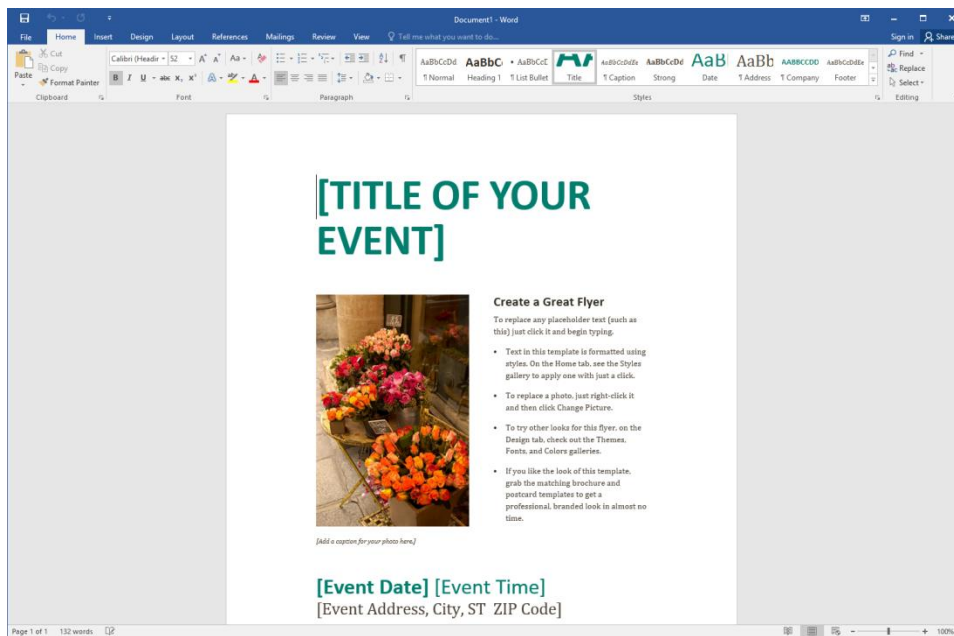 Document1 - Word
File Home Insert Design Layout References Mailings Review View Tell me what you want to do... Sign in Share
Cut
Copy
Format Painter
Paste
Calibri (Headir 52 A A Aa
B I U abc X, X' A
AaBbCcDd AaBbC AaBbCcE AaBbCcDdEe AaBbCcDd AaB AaBb AABBCCDD AaBbCcDdEe
¶ Normal Heading 1 ¶ List Bullet Title ¶ Caption Strong Date ¶ Address ¶ Company Footer
Find
Replace
Select
Clipboard Font Paragraph Styles Editing
[TITLE OF YOUR
EVENT]
Create a Great Flyer
To replace any placeholder text (such as
this) just click it and begin typing.
• Text in this template is formatted using
styles. On the Home tab, see the Styles
gallery to apply one with just a click.
• To replace a photo, just right-click it
and then click Change Picture.
• To try other looks for this flyer, on the
Design tab, check out the Themes,
Fonts, and Colors galleries.
• If you like the look of this template,
grab the matching brochure and
postcard templates to get a
professional, branded look in almost no
time.
[Add a caption for your photo here.]
[Event Date] [Event Time]
[Event Address, City, ST ZIP Code]
Page 1 of 1 132 words 100%